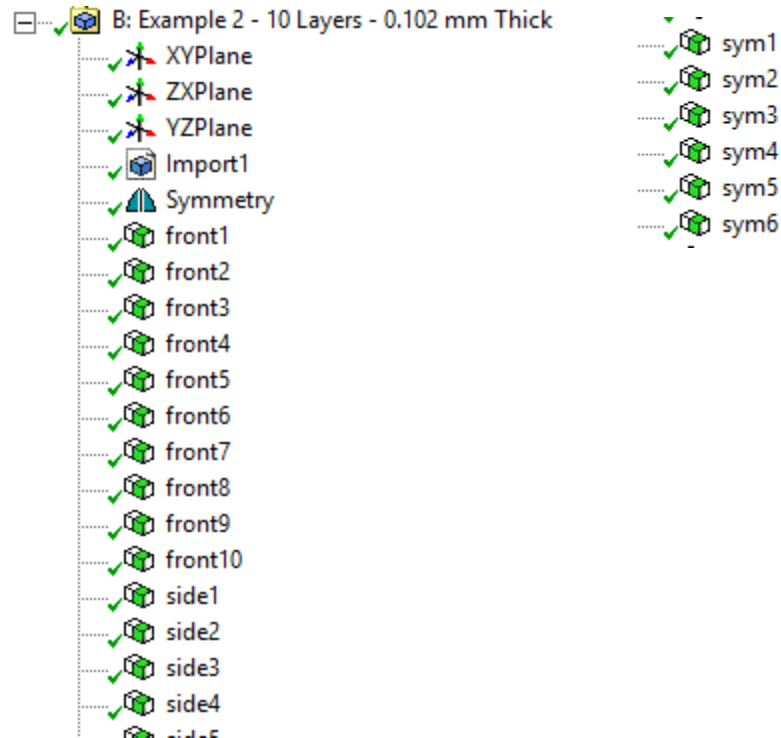 B: Example 2 - 10 Layers - 0.102 mm Thick
XYPlane
ZXPlane
YZPlane
Import1
Symmetry
front1
front2
front3
front4
front5
front6
front7
front8
front9
front10
side1
side2
side3
side4
sym1
sym2
sym3
sym4
sym5
sym6